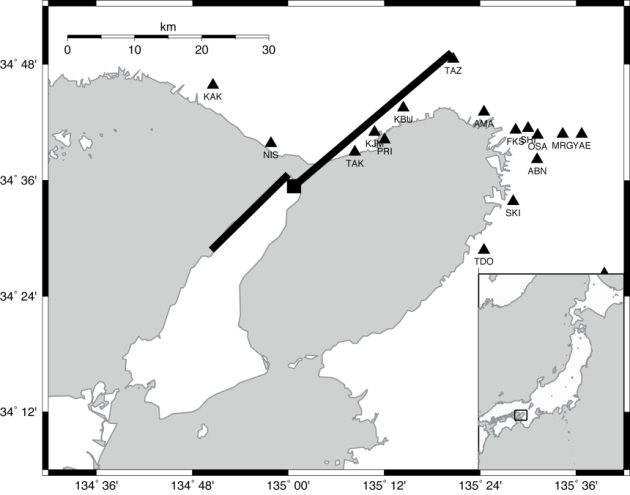 km
0 10 20 30
34° 48'
34° 36'
34° 24'
34° 12'
TAZ
KAK
KBU
AMA
NIS
PRI
TAK
FKS
OSA
MRG
YAE
ABN
SKI
TDO
134° 36'
134° 48'
135° 00'
135° 12'
135° 24'
135° 36'